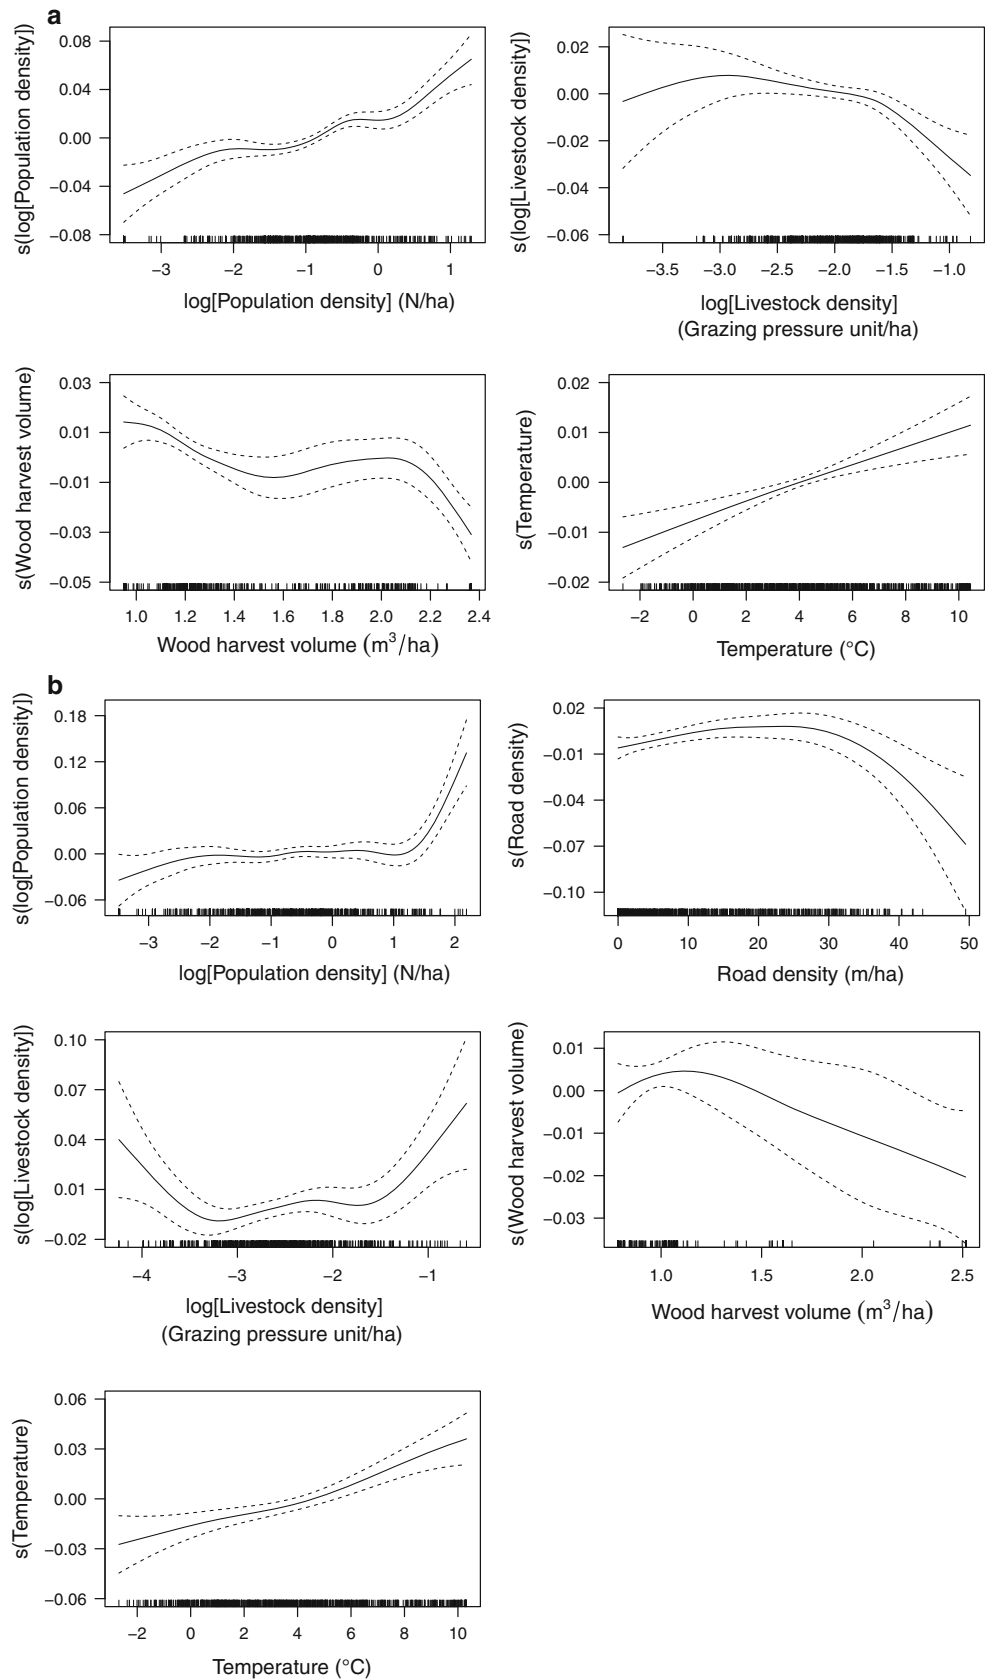 a
s(log[Population density])
0.08
0.04
0.00
−0.04
−0.08
−3 −2 −1 0 1
log[Population density] (N/ha)
s(log[Livestock density])
0.02
0.00
−0.02
−0.04
−0.06
−3.5 −3.0 −2.5 −2.0 −1.5 −1.0
log[Livestock density]
(Grazing pressure unit/ha)
s(Wood harvest volume)
0.03
0.01
−0.01
−0.03
−0.05
1.0 1.2 1.4 1.6 1.8 2.0 2.2 2.4
Wood harvest volume (m³/ha)
s(Temperature)
0.02
0.01
0.00
−0.01
−0.02
−2 0 2 4 6 8 10
Temperature (°C)
b
s(log[Population density])
0.18
0.12
0.06
0.00
−0.06
−3 −2 −1 0 1 2
log[Population density] (N/ha)
s(Road density)
0.02
−0.01
−0.04
−0.07
−0.10
0 10 20 30 40 50
Road density (m/ha)
s(log[Livestock density])
0.10
0.07
0.04
0.01
−0.02
−4 −3 −2 −1
log[Livestock density]
(Grazing pressure unit/ha)
s(Wood harvest volume)
0.01
0.00
−0.01
−0.02
−0.03
1.0 1.5 2.0 2.5
Wood harvest volume (m³/ha)
s(Temperature)
0.06
0.03
0.00
−0.03
−0.06
−2 0 2 4 6 8 10
Temperature (°C)